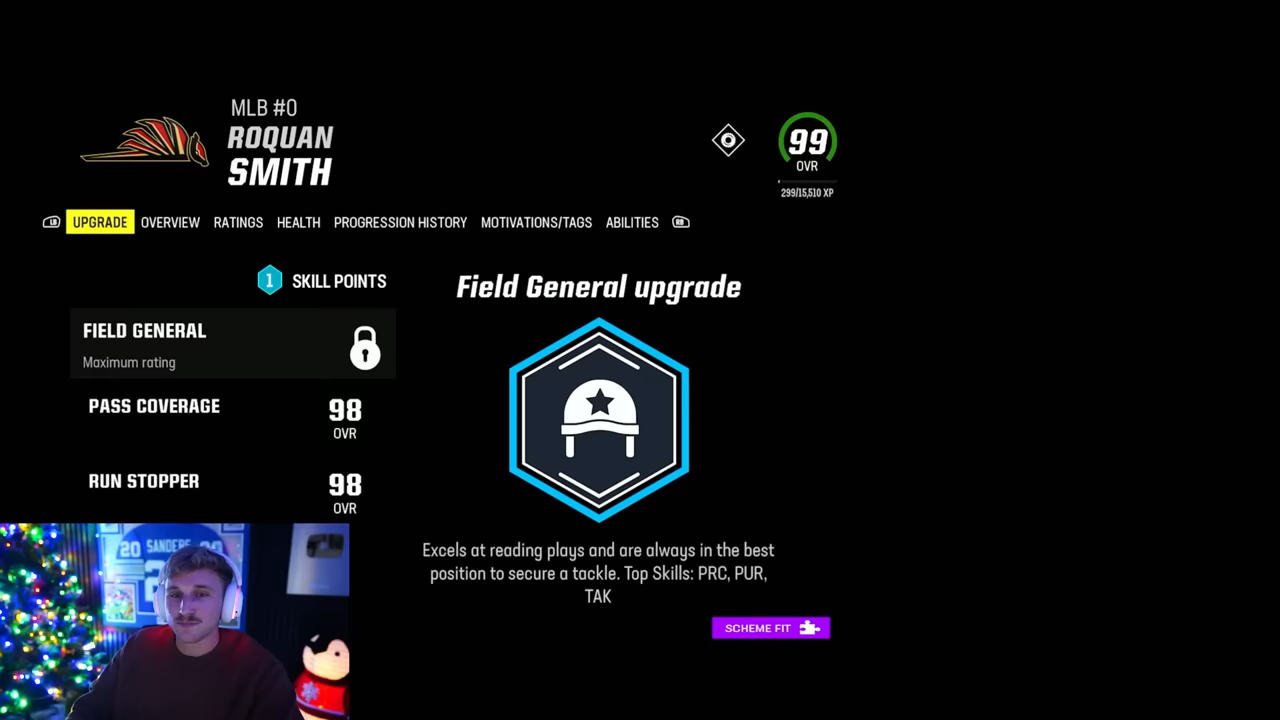 MLB #0
ROQUAN
SMITH
99
OVR
299/15,510 XP
LB UPGRADE OVERVIEW RATINGS HEALTH PROGRESSION HISTORY MOTIVATIONS/TAGS ABILITIES RB
1 SKILL POINTS
Field General upgrade
FIELD GENERAL
Maximum rating
PASS COVERAGE 98
OVR
RUN STOPPER 98
OVR
Excels at reading plays and are always in the best
position to secure a tackle. Top Skills: PRC, PUR,
TAK
SCHEME FIT
20 SANDERS 20